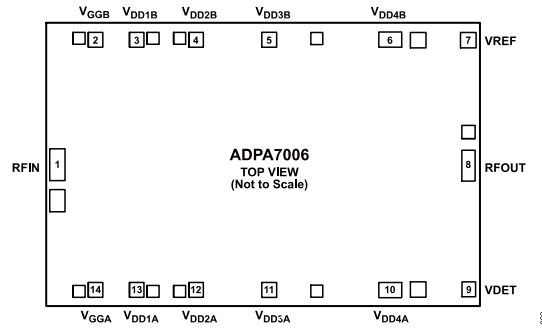 VGGB VDD1B VDD2B VDD3B VDD4B
2 3 4 5 6 7 VREF
RFIN 1
ADPA7006
TOP VIEW
(Not to Scale)
8 RFOUT
14 13 12 11 10 9 VDET
VGGA VDD1A VDD2A VDD3A VDD4A